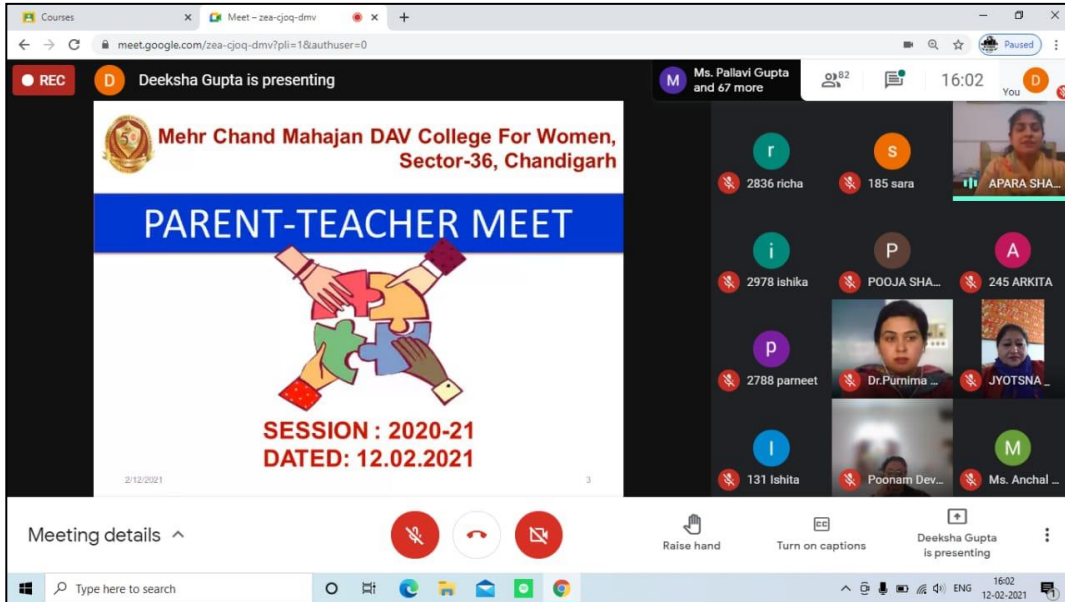 Courses
Meet – zea-cjoq-dmv
meet.google.com/zea-cjoq-dmv?pli=1&authuser=0
Paused
REC
D
Deeksha Gupta is presenting
M
Ms. Pallavi Gupta
and 67 more
82
16:02
You
D
Mehr Chand Mahajan DAV College For Women,
Sector-36, Chandigarh
PARENT-TEACHER MEET
SESSION : 2020-21
DATED: 12.02.2021
2/12/2021
3
r
2836 richa
s
185 sara
APARA SHA...
i
2978 ishika
P
POOJA SHA...
A
245 ARKITA
p
2788 parneet
Dr.Purnima ...
JYOTSNA _
I
131 Ishita
Poonam Dev...
M
Ms. Anchal ...
Meeting details
Raise hand
CC
Turn on captions
Deeksha Gupta
is presenting
Type here to search
ENG
16:02
12-02-2021
1